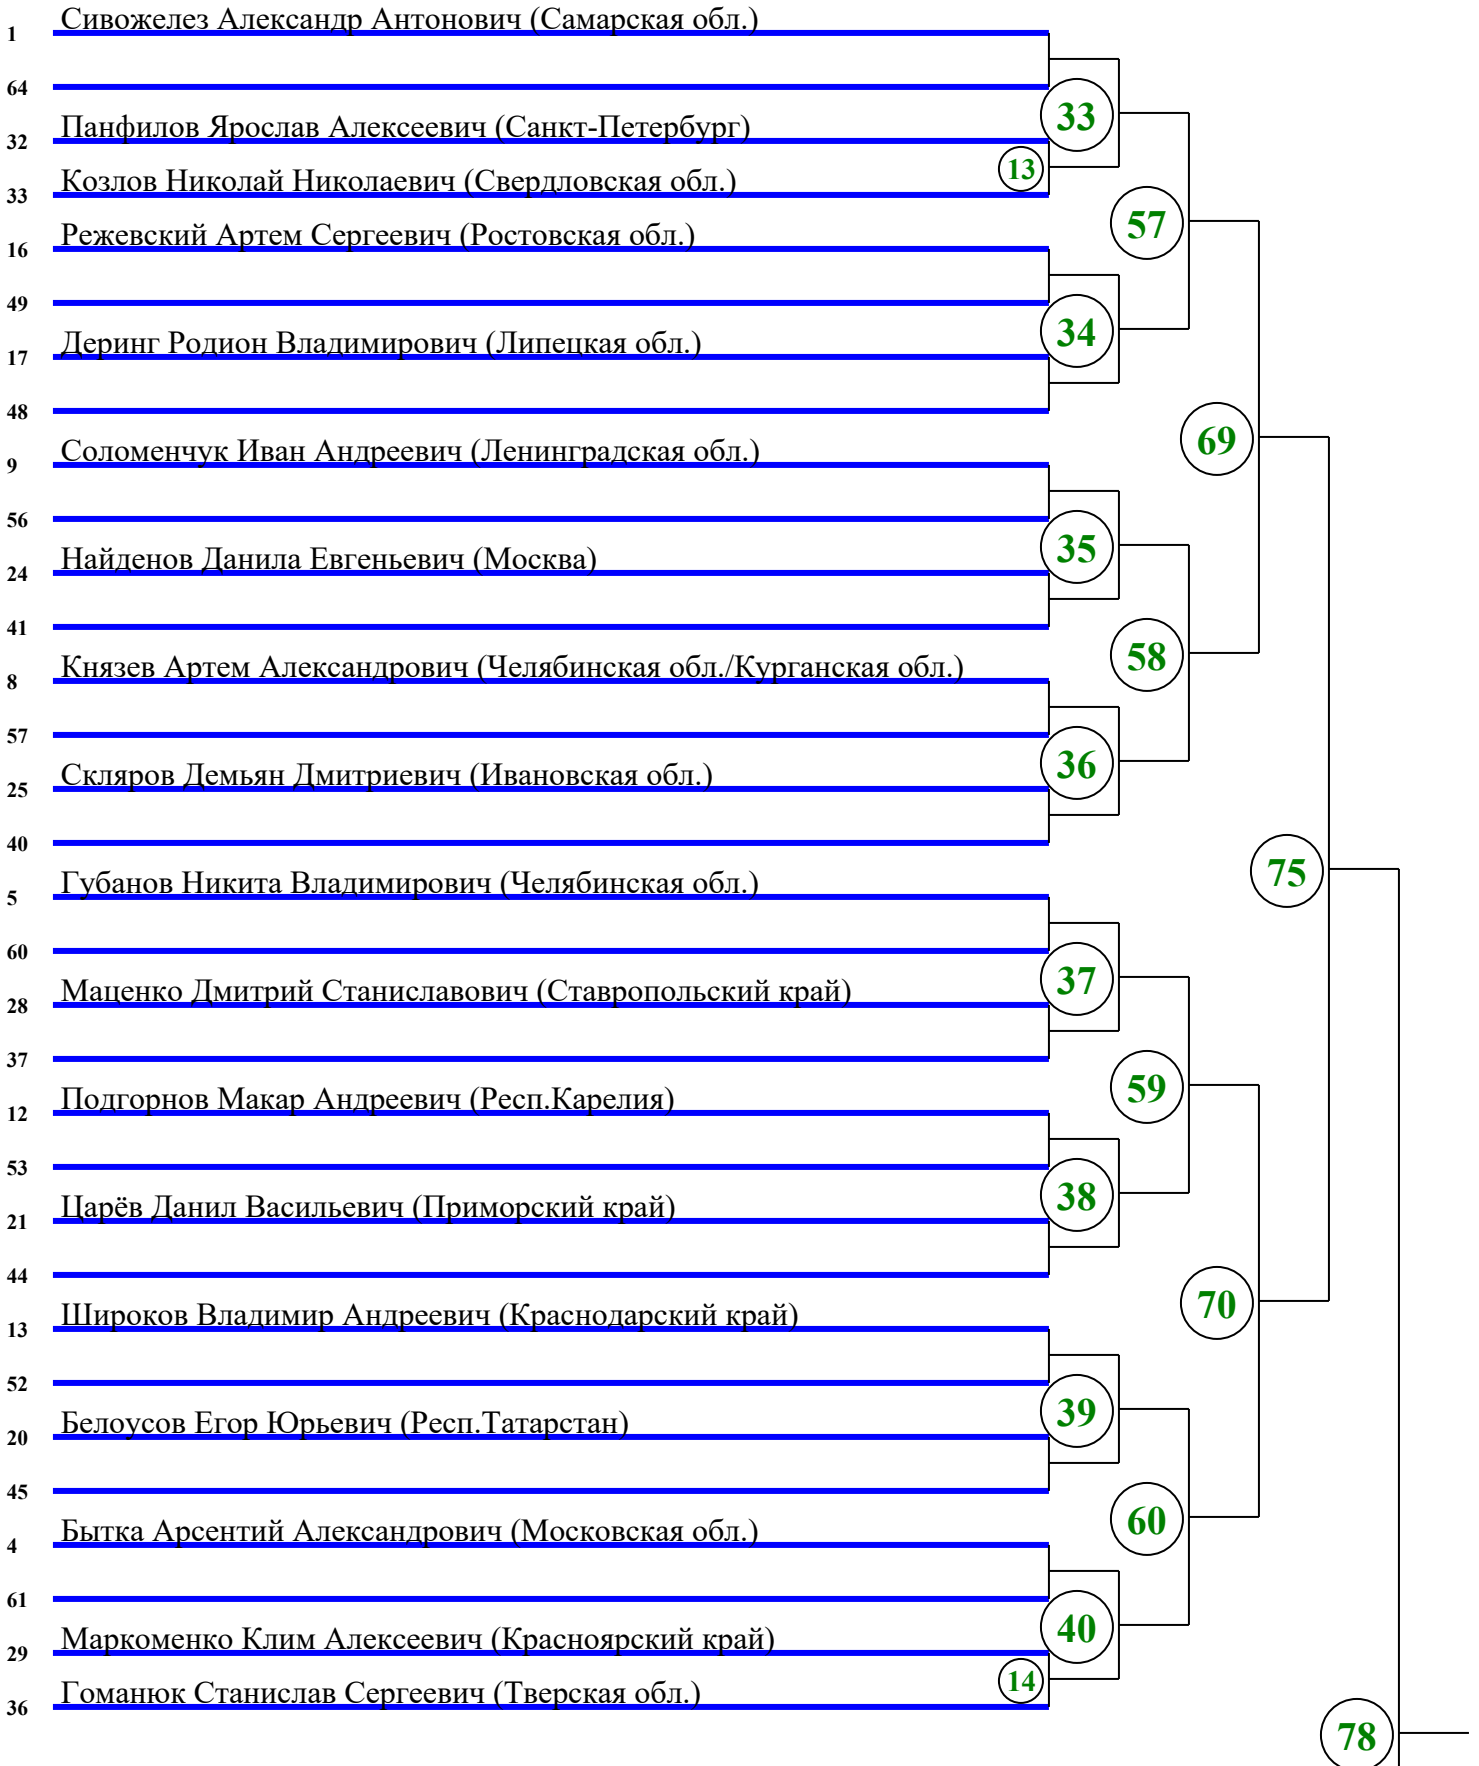 1 Сивожелез Александр Антонович (Самарская обл.)
64
32 Панфилов Ярослав Алексеевич (Санкт-Петербург)
33
13
33 Козлов Николай Николаевич (Свердловская обл.)
57
16 Режевский Артем Сергеевич (Ростовская обл.)
49
34
17 Деринг Родион Владимирович (Липецкая обл.)
48
69
9 Соломенчук Иван Андреевич (Ленинградская обл.)
56
35
24 Найденов Данила Евгеньевич (Москва)
41
58
8 Князев Артем Александрович (Челябинская обл./Курганская обл.)
57
36
25 Скляров Демьян Дмитриевич (Ивановская обл.)
40
75
5 Губанов Никита Владимирович (Челябинская обл.)
60
37
28 Маценко Дмитрий Станиславович (Ставропольский край)
37
59
12 Подгорнов Макар Андреевич (Респ.Карелия)
53
38
21 Царёв Данил Васильевич (Приморский край)
44
70
13 Широков Владимир Андреевич (Краснодарский край)
52
39
20 Белоусов Егор Юрьевич (Респ.Татарстан)
45
60
4 Бытка Арсентий Александрович (Московская обл.)
61
40
29 Маркоменко Клим Алексеевич (Красноярский край)
14
36 Гоманюк Станислав Сергеевич (Тверская обл.)
78